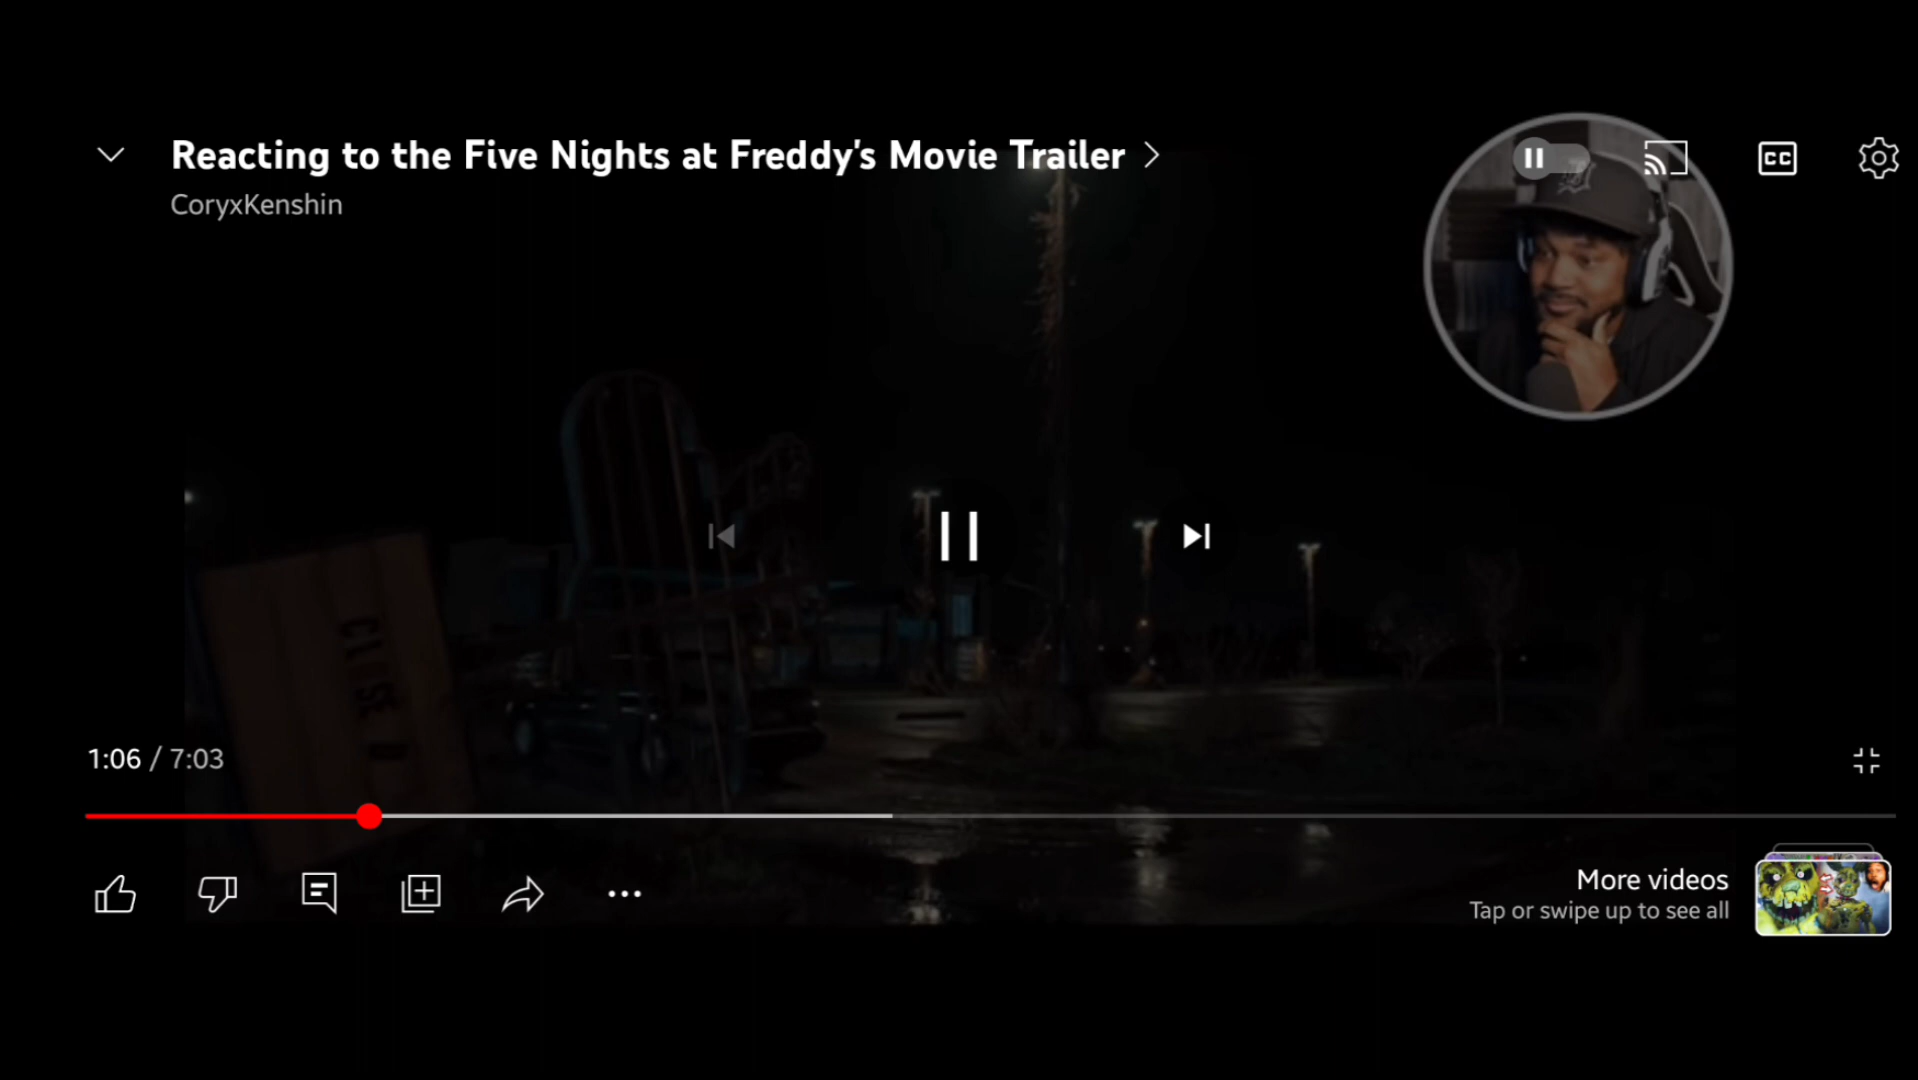 Reacting to the Five Nights at Freddy's Movie Trailer
CoryxKenshin
CC
1:06 / 7:03
More videos
Tap or swipe up to see all